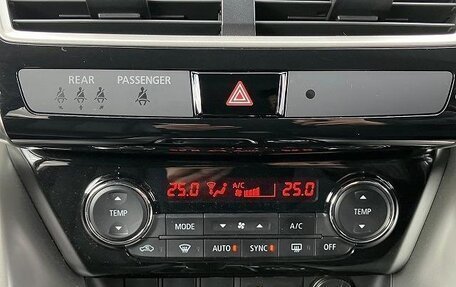 REAR PASSENGER
25.0 A/C 25.0
TEMP TEMP
MODE A/C
AUTO SYNC OFF